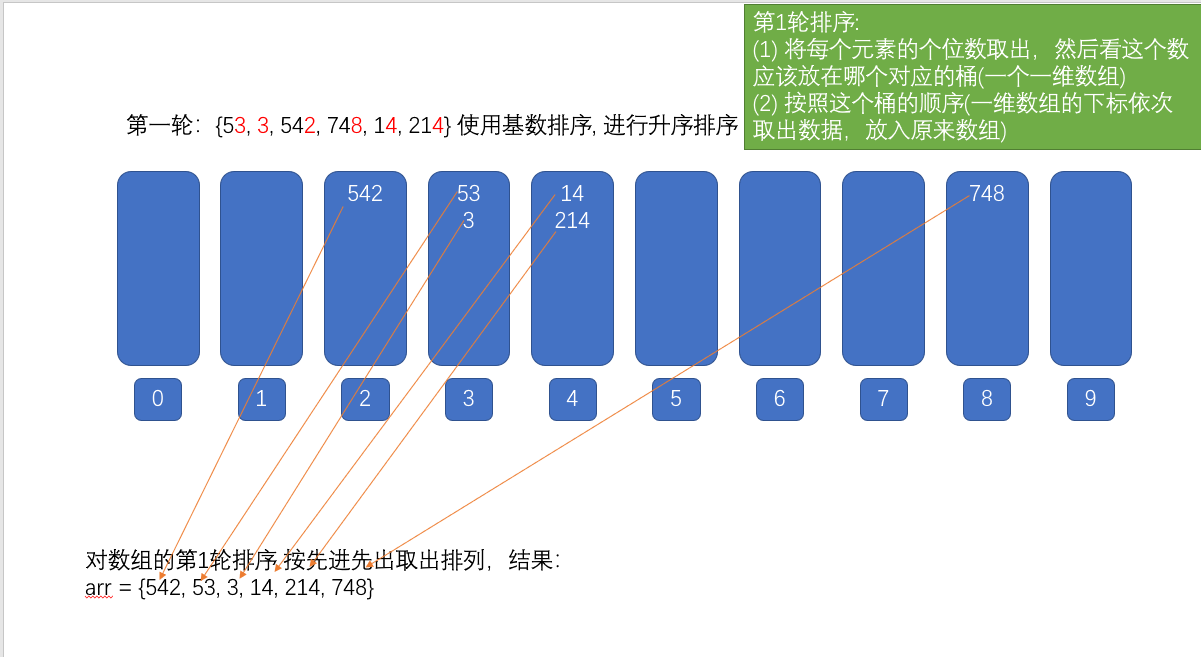 第1轮排序:
(1) 将每个元素的个位数取出，然后看这个数
应该放在哪个对应的桶(一个一维数组)
(2) 按照这个桶的顺序(一维数组的下标依次
取出数据，放入原来数组)
第一轮：{53, 3, 542, 748, 14, 214} 使用基数排序, 进行升序排序
542 53 14 748
3 214
0 1 2 3 4 5 6 7 8 9
对数组的第1轮排序 按先进先出取出排列，结果：
arr = {542, 53, 3, 14, 214, 748}